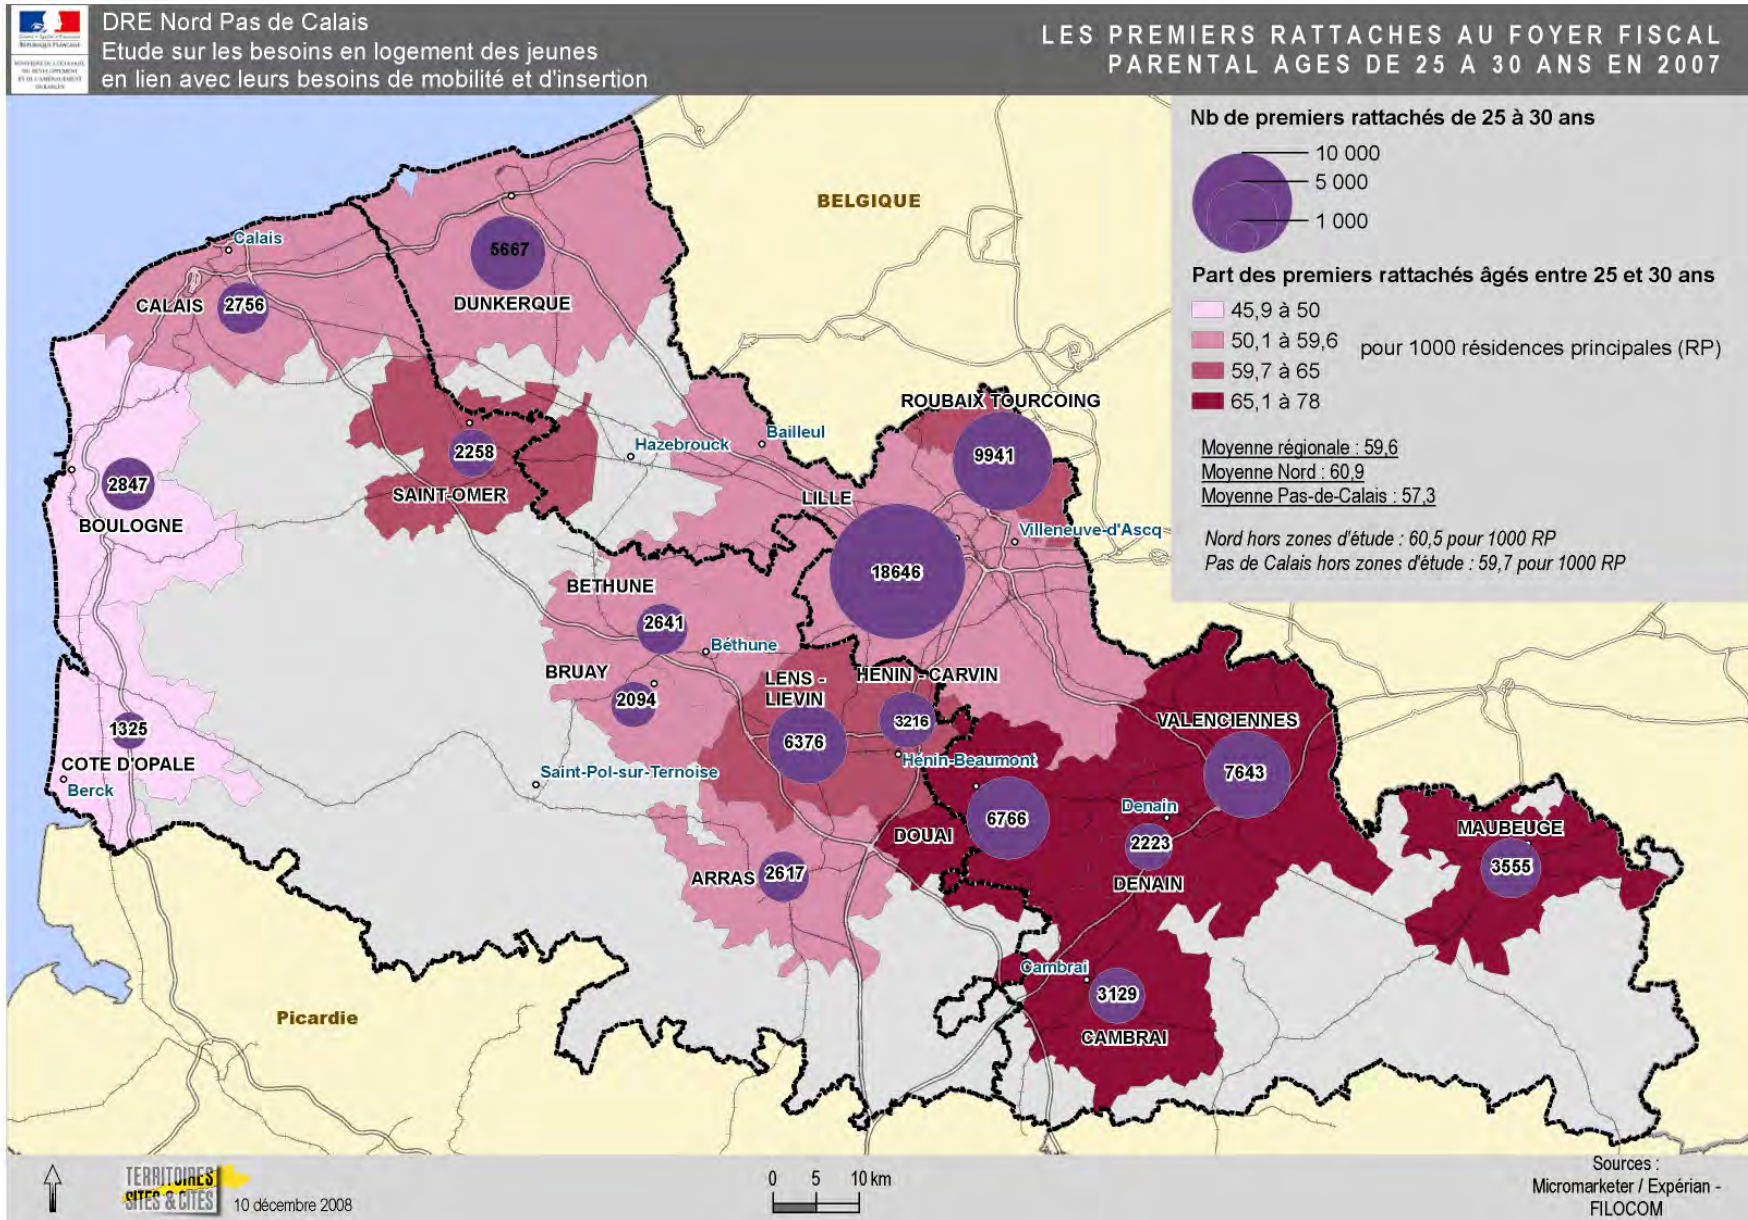 DRE Nord Pas de Calais
Etude sur les besoins en logement des jeunes
en lien avec leurs besoins de mobilité et d'insertion
LES PREMIERS RATTACHES AU FOYER FISCAL
PARENTAL AGES DE 25 A 30 ANS EN 2007
Liberté • Égalité • Fraternité
RÉPUBLIQUE FRANÇAISE
Nb de premiers rattachés de 25 à 30 ans
10 000
5 000
1 000
Part des premiers rattachés âgés entre 25 et 30 ans
45,9 à 50
50,1 à 59,6
59,7 à 65
65,1 à 78
pour 1000 résidences principales (RP)
Moyenne régionale : 59,6
Moyenne Nord : 60,9
Moyenne Pas-de-Calais : 57,3
Nord hors zones d'étude : 60,5 pour 1000 RP
Pas de Calais hors zones d'étude : 59,7 pour 1000 RP
BELGIQUE
Calais
CALAIS
2756
5667
DUNKERQUE
ROUBAIX TOURCOING
9941
Hazebrouck
Bailleul
2258
SAINT-OMER
2847
BOULOGNE
LILLE
Villeneuve-d'Ascq
18646
BETHUNE
2641
Béthune
BRUAY
2094
LENS -
LIEVIN
6376
HENIN - CARVIN
3216
Hénin-Beaumont
VALENCIENNES
7643
1325
COTE D'OPALE
Berck
Saint-Pol-sur-Ternoise
6766
DOUAI
Denain
2223
DENAIN
MAUBEUGE
3555
ARRAS
2617
Cambrai
3129
CAMBRAI
Picardie
TERRITOIRES
SITES & CITÉS
10 décembre 2008
0 5 10 km
Sources :
Micromarketer / Expérian -
FILOCOM